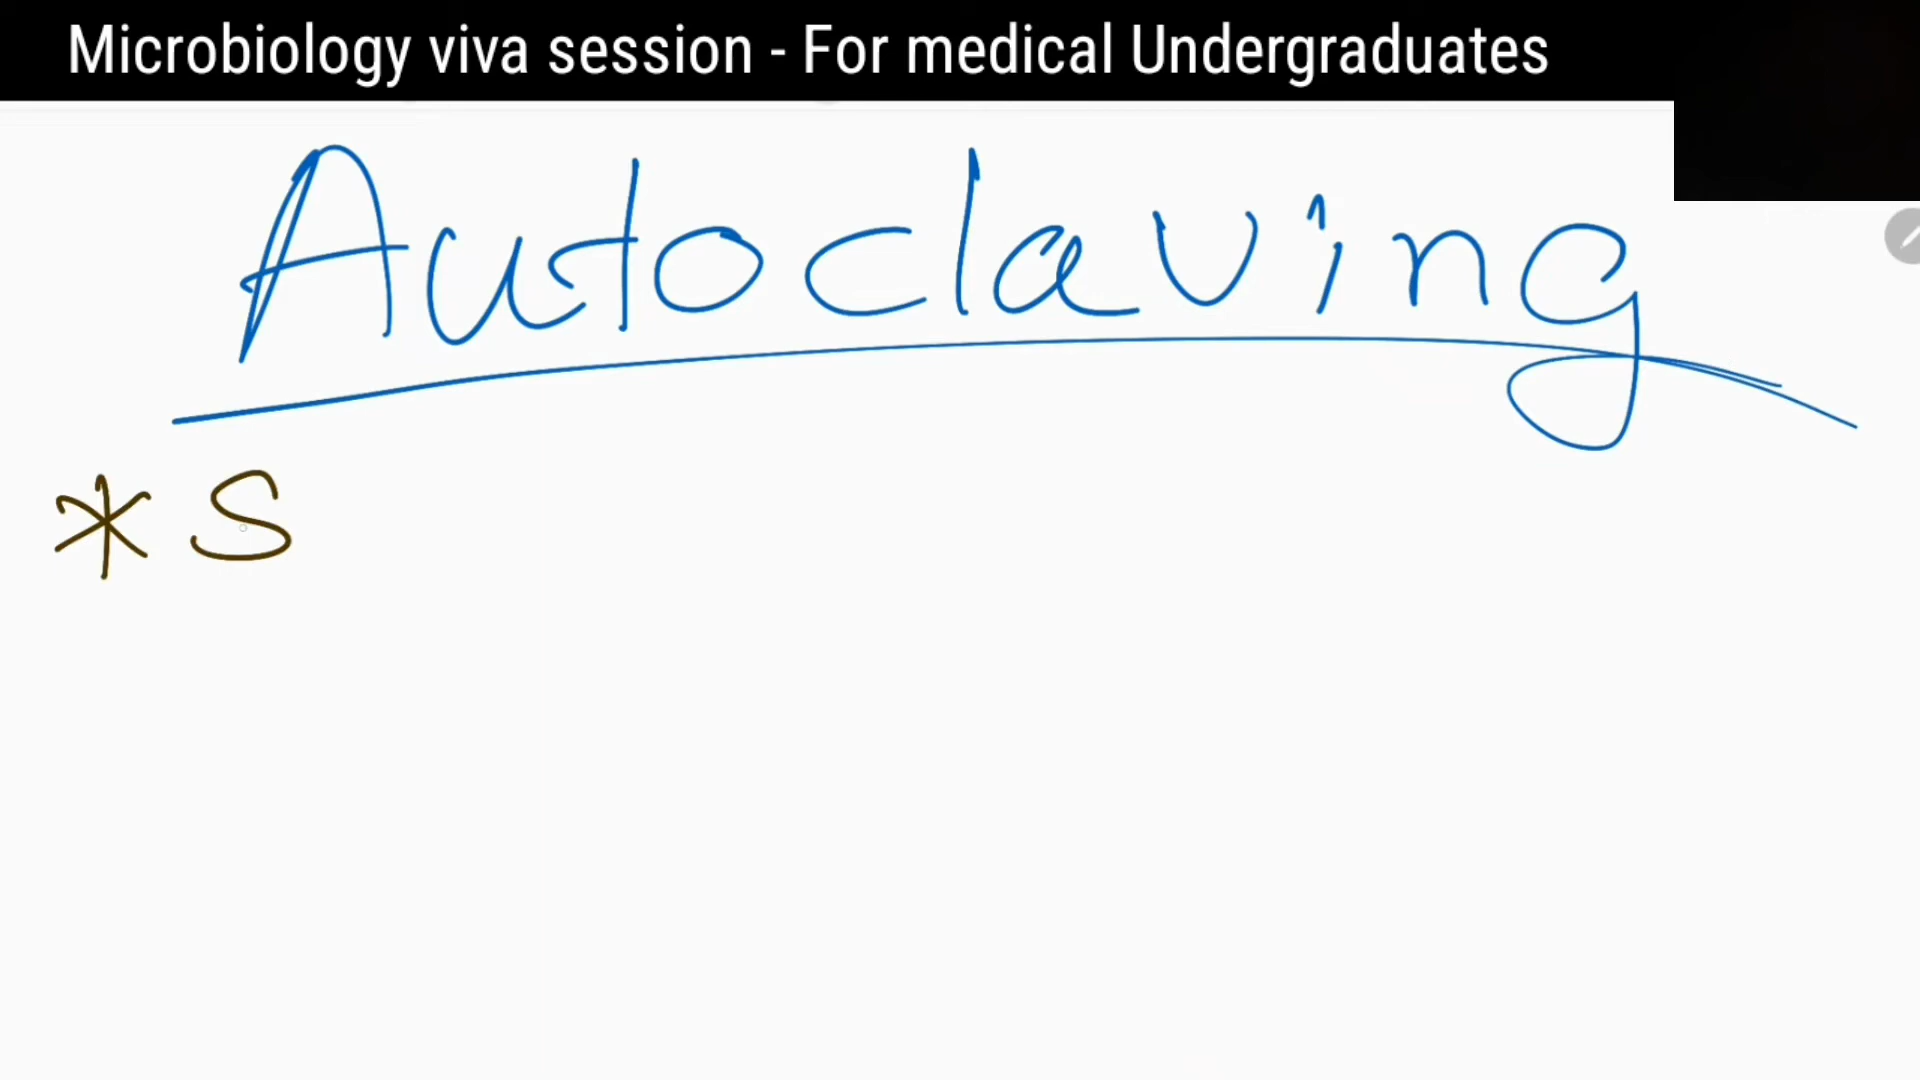 Microbiology viva session - For medical Undergraduates
Autoclaving
* S